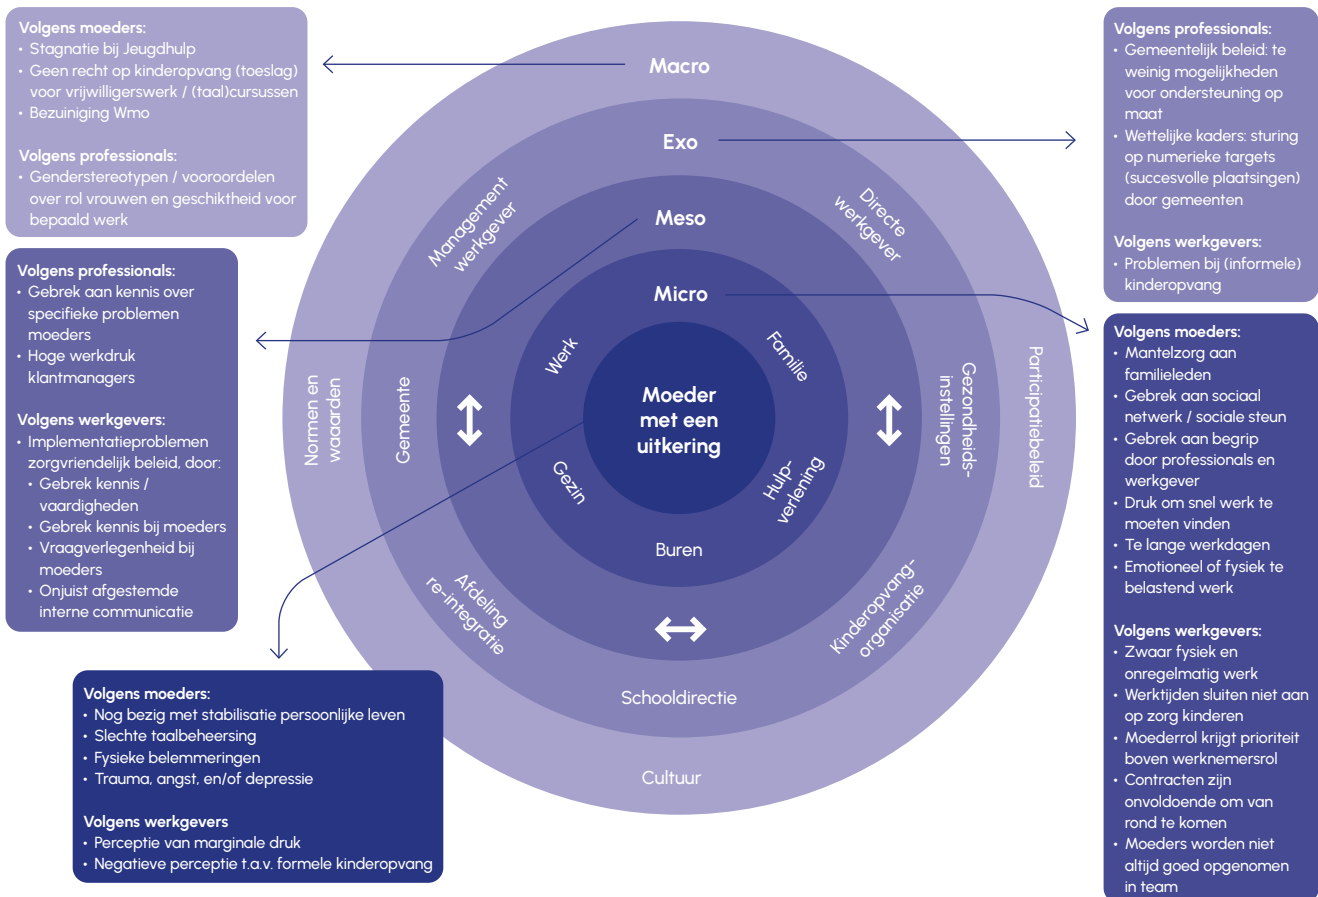 Volgens moeders:
• Stagnatie bij Jeugdhulp
• Geen recht op kinderopvang (toeslag)
voor vrijwilligerswerk / (taal)cursussen
• Bezuiniging Wmo
Volgens professionals:
• Genderstereotypen / vooroordelen
over rol vrouwen en geschiktheid voor
bepaald werk
Volgens professionals:
• Gebrek aan kennis over
specifieke problemen
moeders
• Hoge werkdruk
klantmanagers
Volgens werkgevers:
• Implementatieproblemen
zorgvriendelijk beleid, door:
• Gebrek kennis /
vaardigheden
• Gebrek kennis bij moeders
• Vraagverlegenheid bij
moeders
• Onjuist afgestemde
interne communicatie
Volgens moeders:
• Nog bezig met stabilisatie persoonlijke leven
• Slechte taalbeheersing
• Fysieke belemmeringen
• Trauma, angst, en/of depressie
Volgens werkgevers
• Perceptie van marginale druk
• Negatieve perceptie t.a.v. formele kinderopvang
Macro
Exo
Meso
Micro
Moeder
met een
uitkering
Werk
Familie
Gezin
Hulp-
verlening
Buren
Management
werkgever
Directe
werkgever
Gemeente
Gezondheids-
instellingen
Afdeling
re-integratie
Kinderopvang-
organisatie
Schooldirectie
Normen en
waaarden
Participatiebeleid
Cultuur
Volgens professionals:
• Gemeentelijk beleid: te
weinig mogelijkheden
voor ondersteuning op
maat
• Wettelijke kaders: sturing
op numerieke targets
(succesvolle plaatsingen)
door gemeenten
Volgens werkgevers:
• Problemen bij (informele)
kinderopvang
Volgens moeders:
• Mantelzorg aan
familieleden
• Gebrek aan sociaal
netwerk / sociale steun
• Gebrek aan begrip
door professionals en
werkgever
• Druk om snel werk te
moeten vinden
• Te lange werkdagen
• Emotioneel of fysiek te
belastend werk
Volgens werkgevers:
• Zwaar fysiek en
onregelmatig werk
• Werktijden sluiten niet aan
op zorg kinderen
• Moederrol krijgt prioriteit
boven werknemersrol
• Contracten zijn
onvoldoende om van
rond te komen
• Moeders worden niet
altijd goed opgenomen
in team